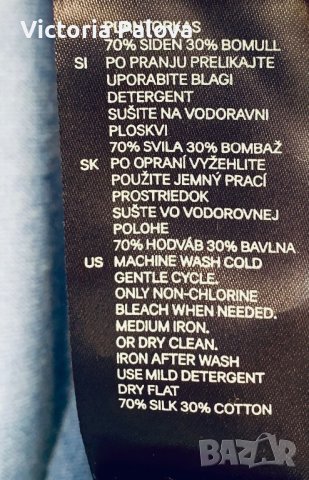 Victoria Palova
PLANTORKAS
70% SIDEN 30% BOMULL
SI PO PRANJU PRELIKAJTE
UPORABITE BLAGI
DETERGENT
SUŠITE NA VODORAVNI
PLOSKVI
70% SVILA 30% BOMBAŽ
SK PO OPRANÍ VYŽEHLITE
POUŽITE JEMNÝ PRACÍ
PROSTRIEDOK
SUŠTE VO VODOROVNEJ
POLOHE
70% HODVÁB 30% BAVLNA
US MACHINE WASH COLD
GENTLE CYCLE.
ONLY NON-CHLORINE
BLEACH WHEN NEEDED.
MEDIUM IRON.
OR DRY CLEAN.
IRON AFTER WASH
USE MILD DETERGENT
DRY FLAT
70% SILK 30% COTTON
BAZAR